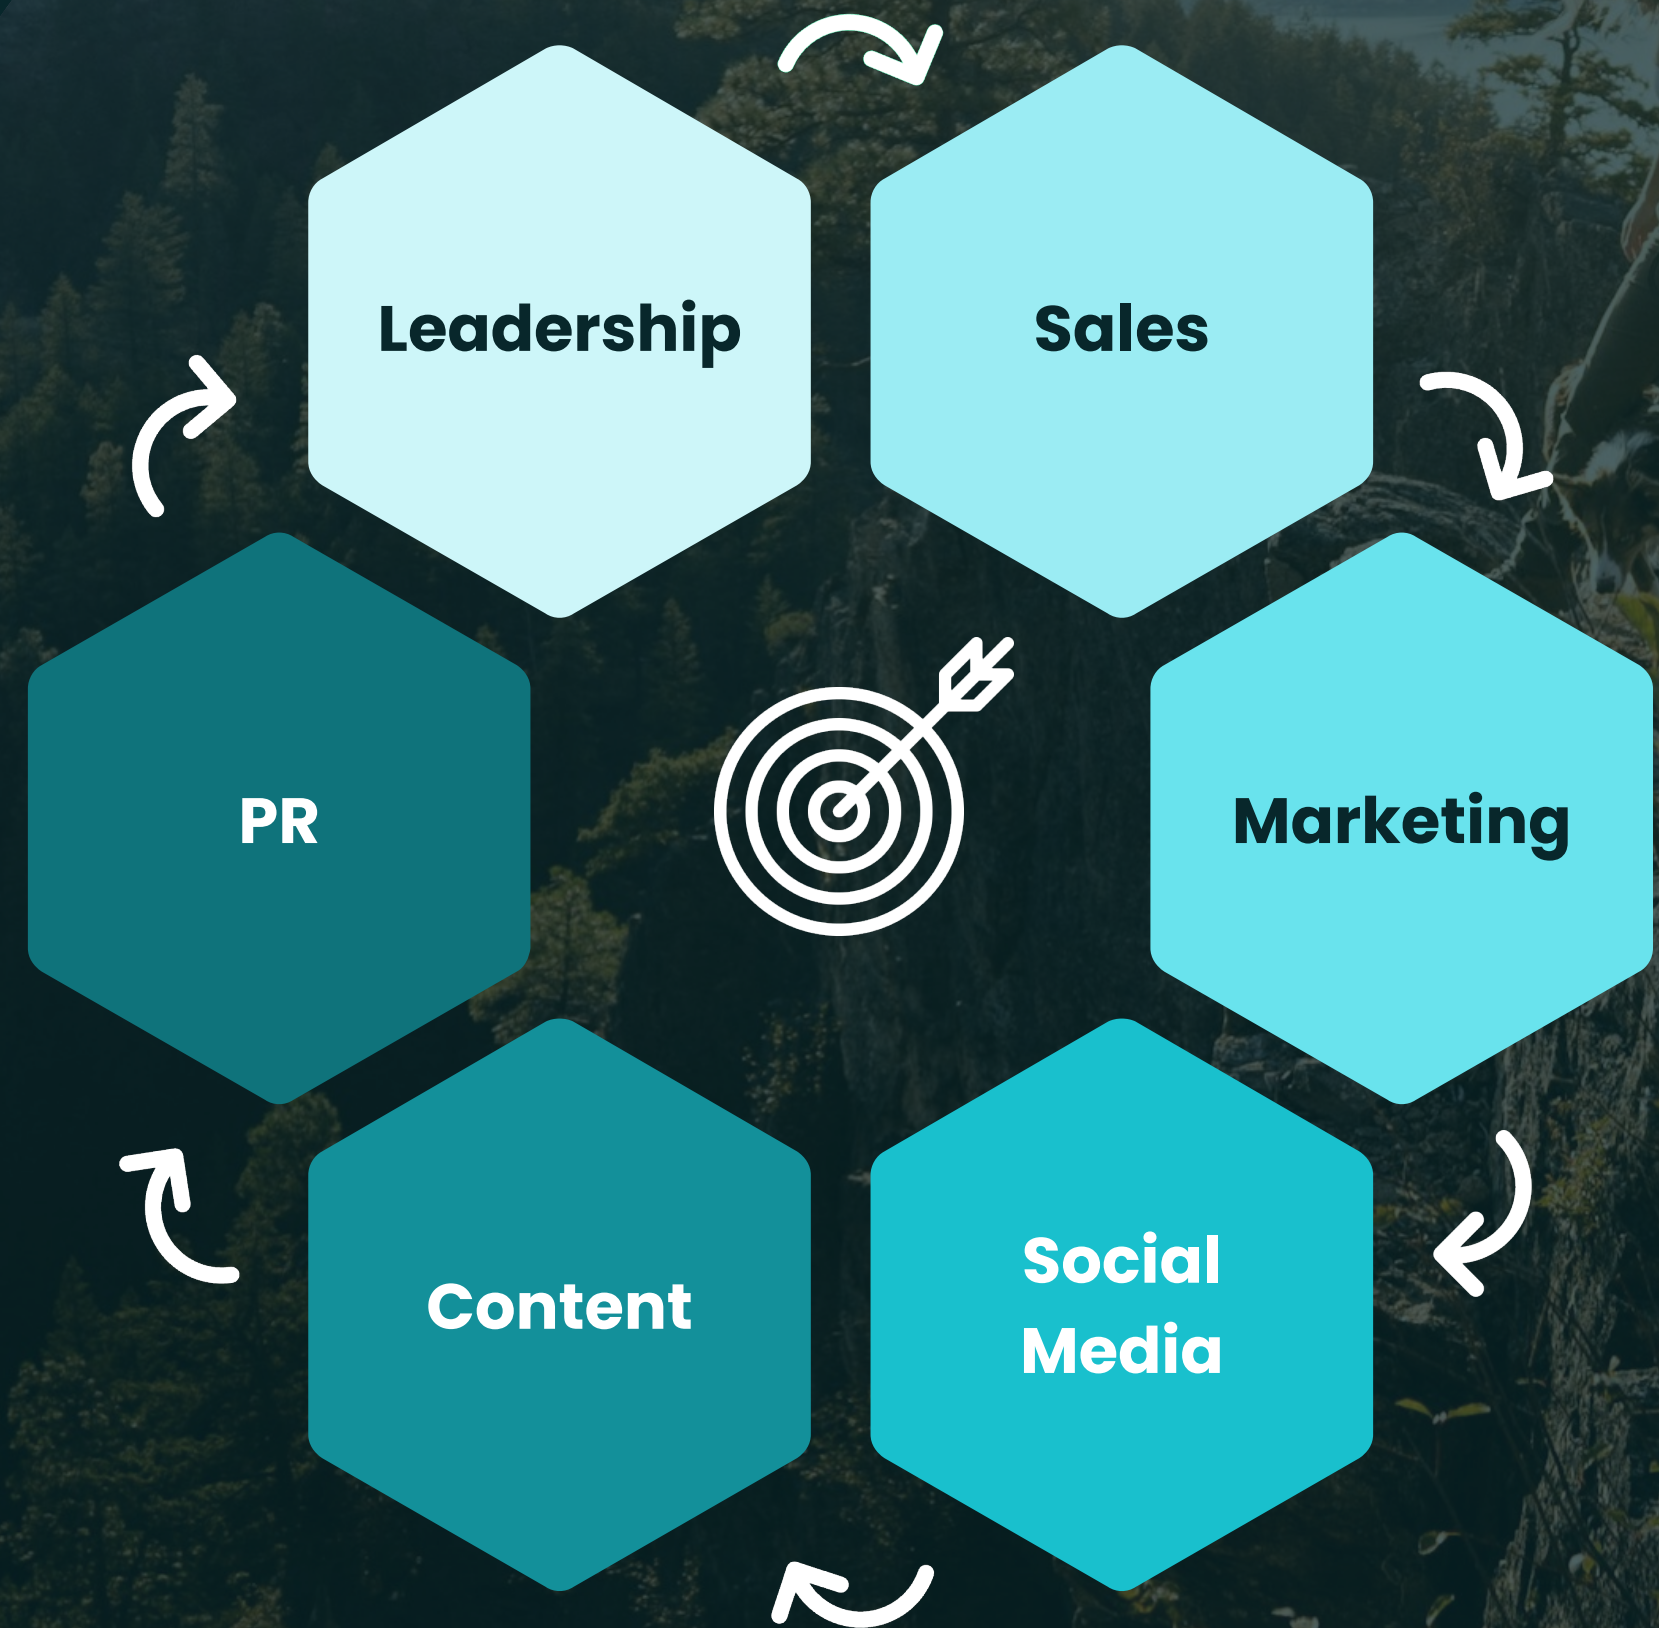 Leadership
Sales
Marketing
Social
Media
Content
PR